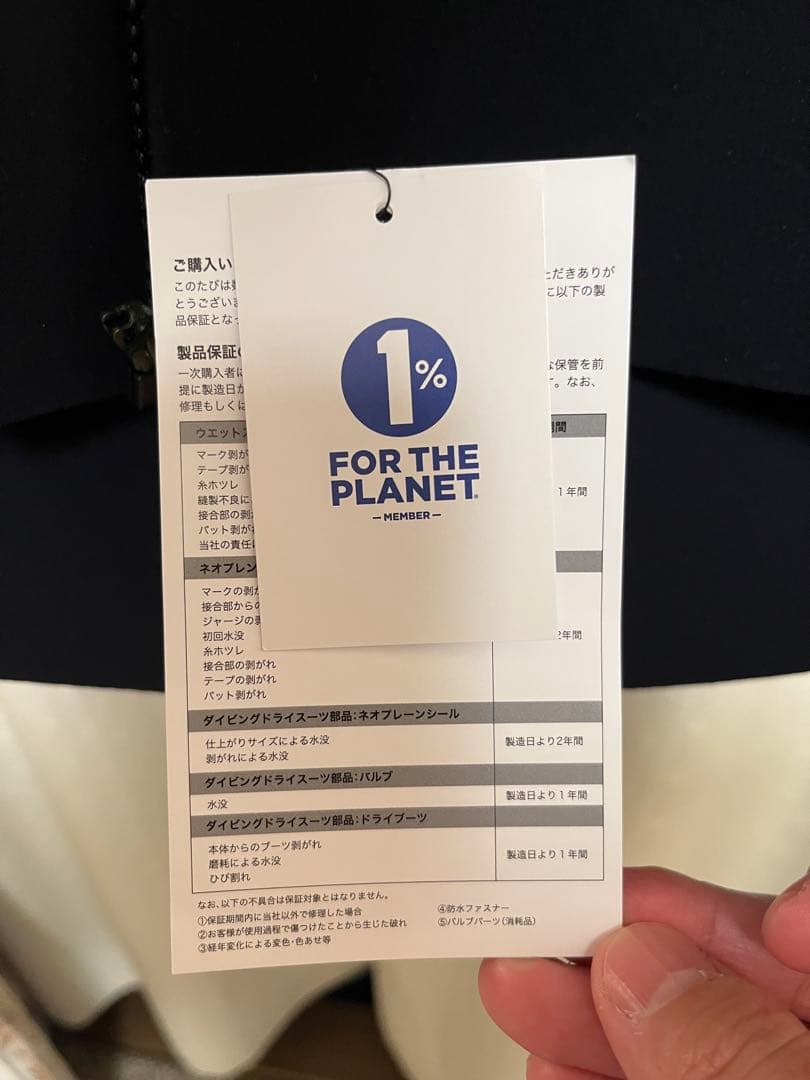 1%
FOR THE
PLANET®
— MEMBER —
ご購入い
このたびは
ただきありが
とうございま
に以下の製
品保証とな
製品保証
一次購入者
な保管を前
提に製造日か
す。なお、
修理もしくは
ウエットス
間
マーク剥が
テープ剥が
糸ホツレ
1年間
縫製不良に
接合部の剥
パット剥が
当社の責任
ネオプレン
マークの剥が
接合部からの
ジャージの剥
初回水没
2年間
糸ホツレ
接合部の剥がれ
テープの剥がれ
パット剥がれ
ダイビングドライスーツ部品:ネオプレーンシール
仕上がりサイズによる水没
製造日より2年間
剥がれによる水没
ダイビングドライスーツ部品:バルブ
水没
製造日より1年間
ダイビングドライスーツ部品:ドライブーツ
本体からのブーツ剥がれ
磨耗による水没
製造日より1年間
ひび割れ
なお、以下の不具合は保証対象とはなりません。
①保証期間内に当社以外で修理した場合
②お客様が使用過程で傷つけたことから生じた破れ
③経年変化による変色・色あせ等
④防水ファスナー
⑤バルブパーツ(消耗品)